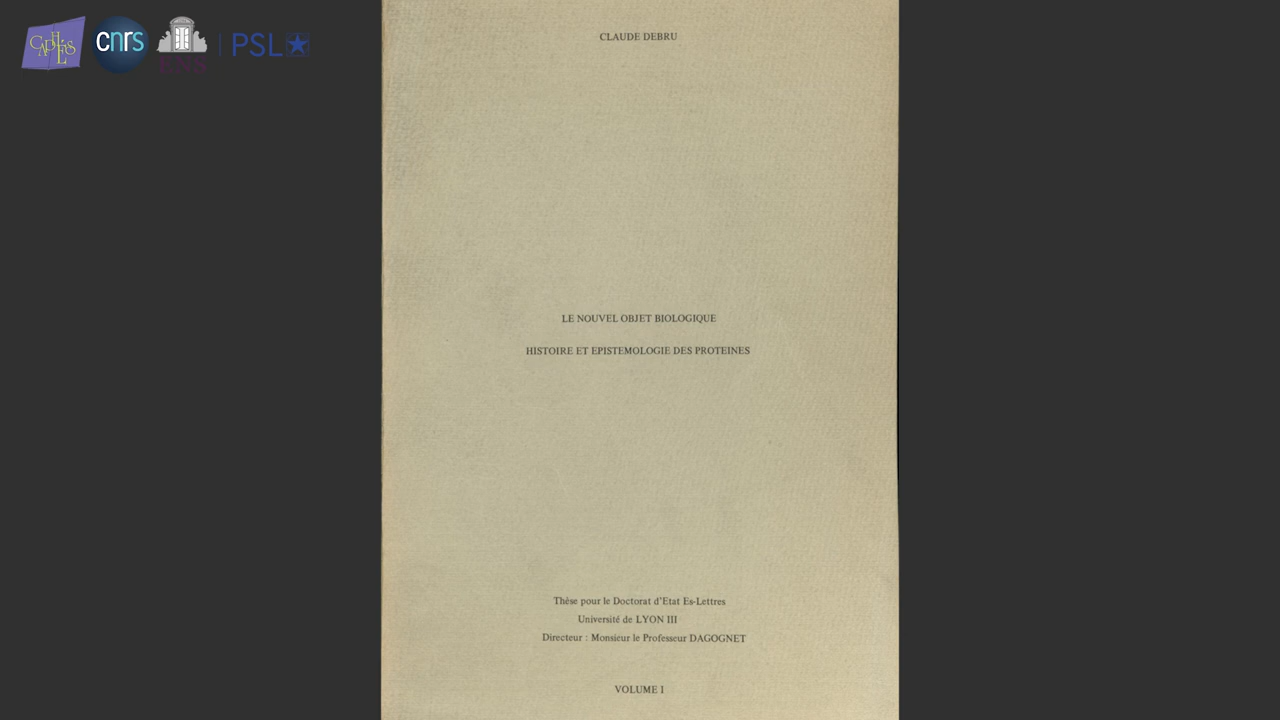 CAPHÉS
cnrs
ENS
PSL
CLAUDE DEBRU
LE NOUVEL OBJET BIOLOGIQUE
HISTOIRE ET EPISTEMOLOGIE DES PROTEINES
Thèse pour le Doctorat d'Etat Es-Lettres
Université de LYON III
Directeur : Monsieur le Professeur DAGOGNET
VOLUME I